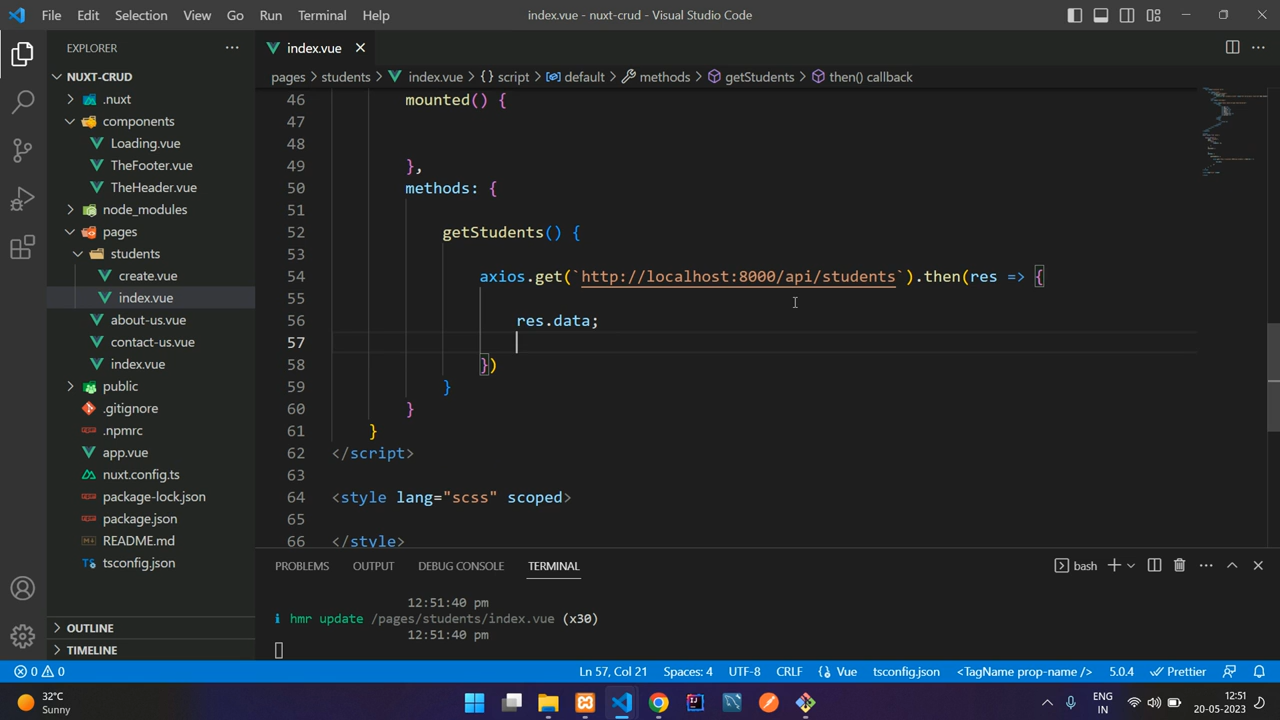 File Edit Selection View Go Run Terminal Help
index.vue - nuxt-crud - Visual Studio Code
EXPLORER
NUXT-CRUD
.nuxt
components
Loading.vue
TheFooter.vue
TheHeader.vue
node_modules
pages
students
create.vue
index.vue
about-us.vue
contact-us.vue
index.vue
public
.gitignore
.npmrc
app.vue
nuxt.config.ts
package-lock.json
package.json
README.md
tsconfig.json
OUTLINE
TIMELINE
index.vue
pages > students > index.vue > {} script > default > methods > getStudents > then() callback
46 mounted() {
47
48
49 },
50 methods: {
51
52 getStudents() {
53
54 axios.get(`http://localhost:8000/api/students`).then(res => {
55
56 res.data;
57
58 })
59 }
60 }
61 }
62 </script>
63
64 <style lang="scss" scoped>
65
66 </style>
PROBLEMS OUTPUT DEBUG CONSOLE TERMINAL
bash
12:51:40 pm
i hmr update /pages/students/index.vue (x30)
12:51:40 pm
0 0 Ln 57, Col 21 Spaces: 4 UTF-8 CRLF {} Vue tsconfig.json <TagName prop-name /> 5.0.4 Prettier
32°C
Sunny
ENG
IN
12:51
20-05-2023